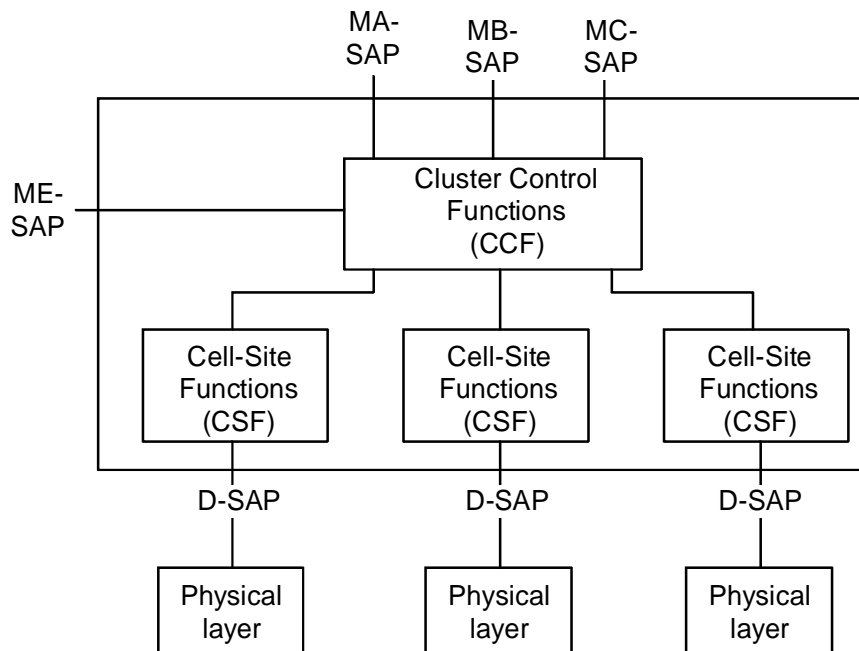 MA-
SAP
MB-
SAP
MC-
SAP
ME-
SAP
Cluster Control
Functions
(CCF)
Cell-Site
Functions
(CSF)
Cell-Site
Functions
(CSF)
Cell-Site
Functions
(CSF)
D-SAP
D-SAP
D-SAP
Physical
layer
Physical
layer
Physical
layer